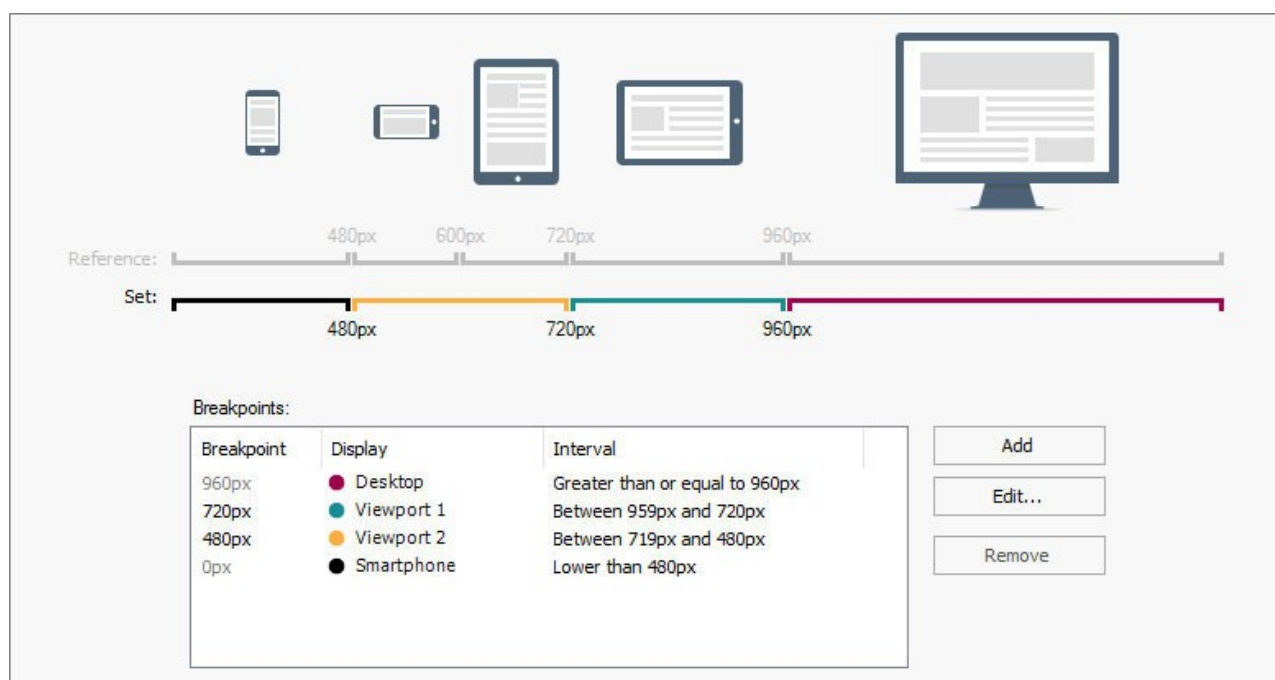 480px 600px 720px 960px
Reference:
Set:
480px 720px 960px
Breakpoints:
Breakpoint Display Interval
960px Desktop Greater than or equal to 960px
720px Viewport 1 Between 959px and 720px
480px Viewport 2 Between 719px and 480px
0px Smartphone Lower than 480px
Add
Edit...
Remove